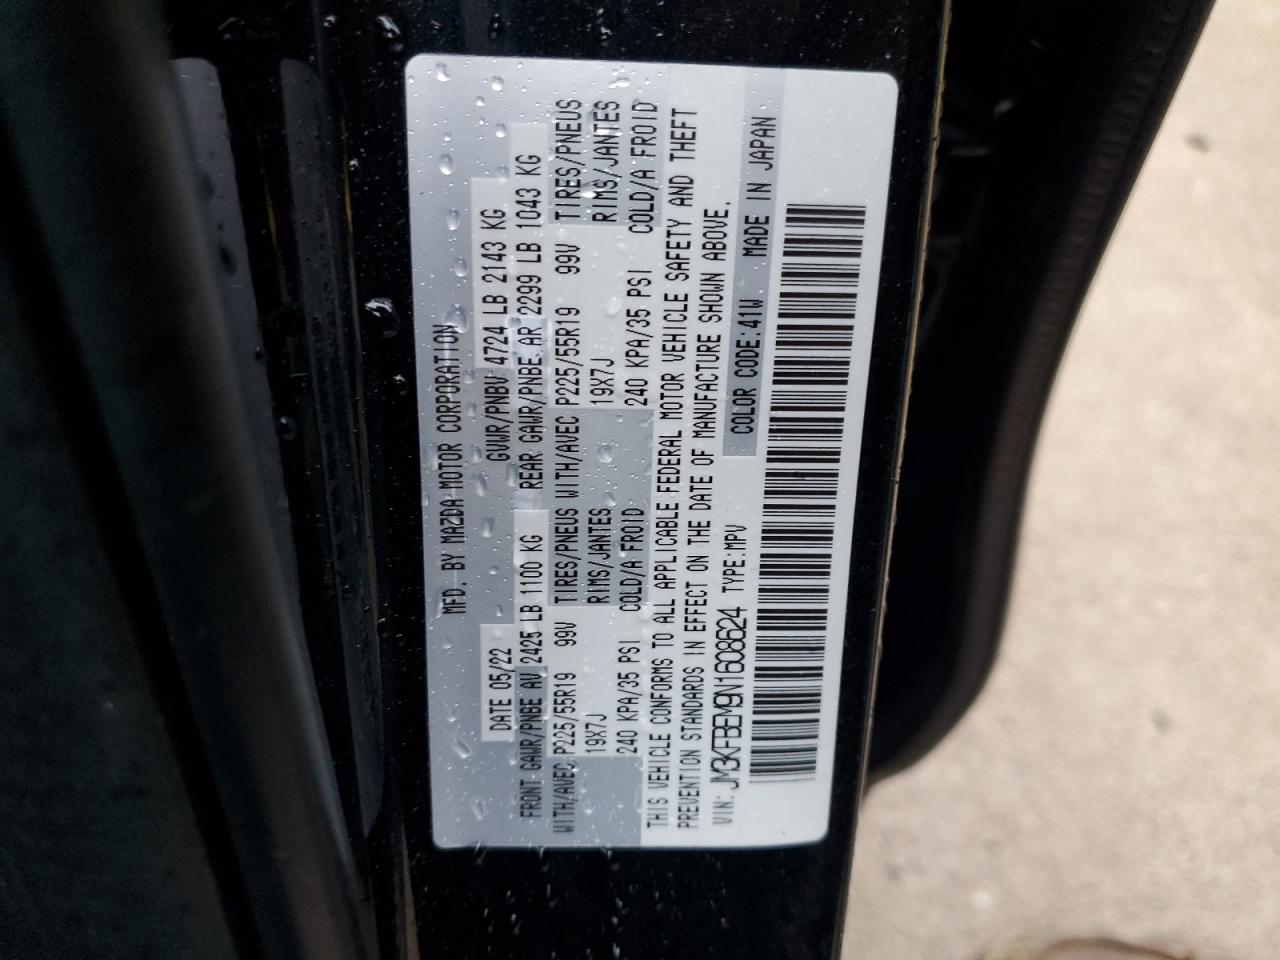 MFD. BY MAZDA MOTOR CORPORATION
DATE 05/22 GVWR/PNBV 4724 LB 2143 KG
FRONT GAWR/PNBE AV 2425 LB 1100 KG REAR GAWR/PNBE AR 2299 LB 1043 KG
WITH/AVEC P225/55R19 99V TIRES/PNEUS WITH/AVEC P225/55R19 99V TIRES/PNEUS
19X7J RIMS/JANTES 19X7J RIMS/JANTES
240 KPA/35 PSI COLD/A FROID 240 KPA/35 PSI COLD/A FROID
THIS VEHICLE CONFORMS TO ALL APPLICABLE FEDERAL MOTOR VEHICLE SAFETY AND THEFT
PREVENTION STANDARDS IN EFFECT ON THE DATE OF MANUFACTURE SHOWN ABOVE.
VIN: JM3KFBEM9N1608624 TYPE:MPV COLOR CODE:41W MADE IN JAPAN